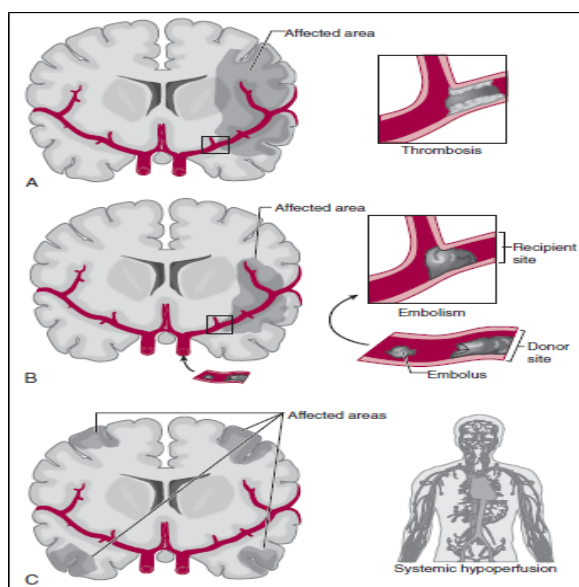 Affected area
Thrombosis
A
Affected area
Recipient
site
Embolism
Donor
site
Embolus
B
Affected areas
Systemic hypoperfusion
C